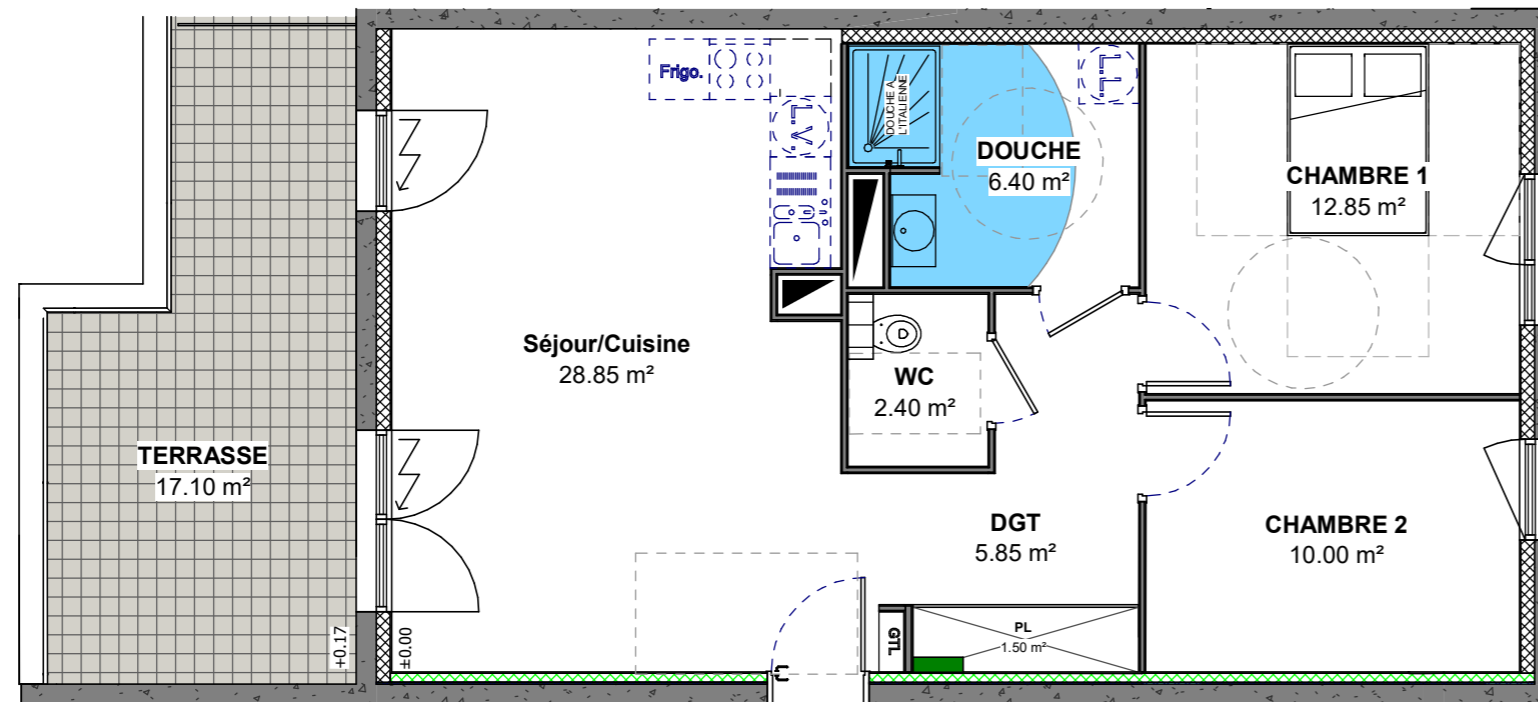 Frigo.
L.V.
DOUCHE A
L'ITALIENNE
L.L
DOUCHE
6.40 m²
CHAMBRE 1
12.85 m²
Séjour/Cuisine
28.85 m²
WC
2.40 m²
TERRASSE
17.10 m²
DGT
5.85 m²
CHAMBRE 2
10.00 m²
+0.17
±0.00
GTL
PL
1.50 m²